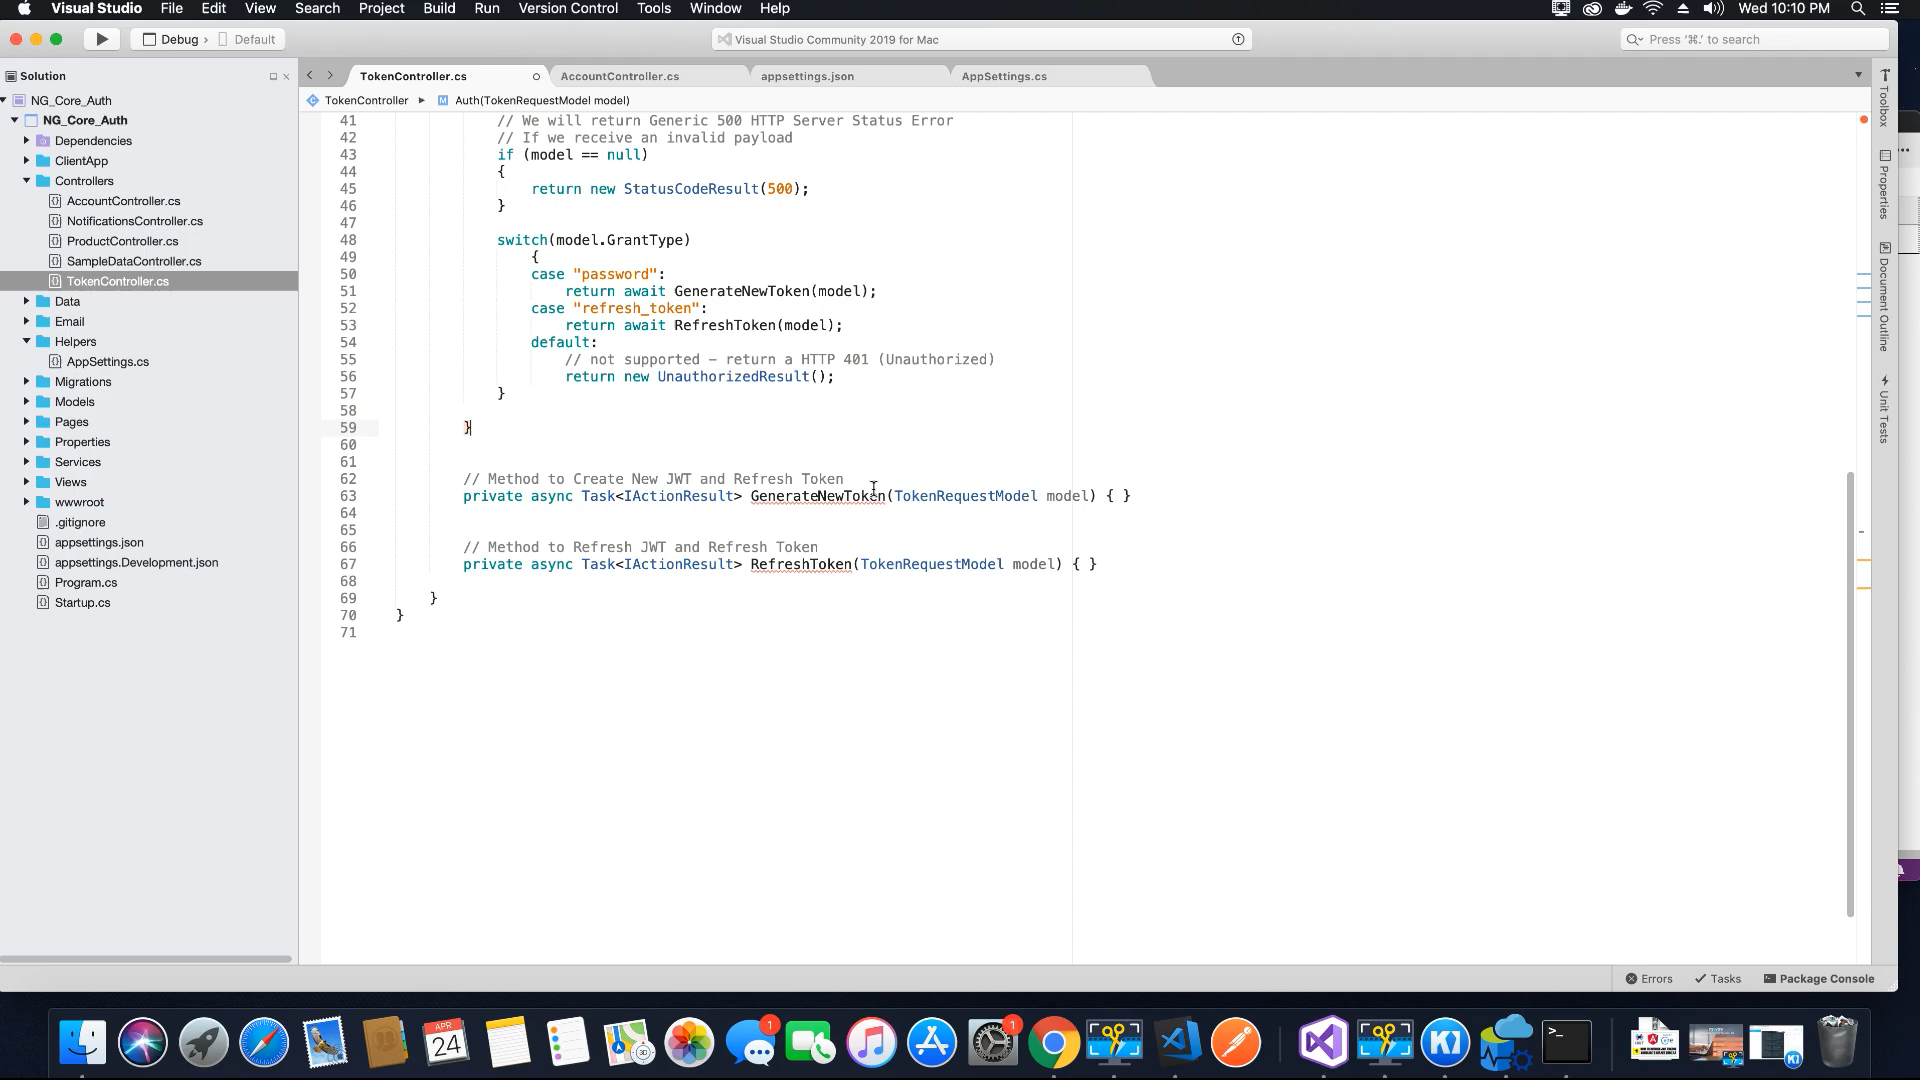 Visual Studio File Edit View Search Project Build Run Version Control Tools Window Help Wed 10:10 PM
Debug › Default Visual Studio Community 2019 for Mac Press '⌘.' to search
Solution TokenController.cs AccountController.cs appsettings.json AppSettings.cs
TokenController ▸ M Auth(TokenRequestModel model)
NG_Core_Auth
NG_Core_Auth
Dependencies
ClientApp
Controllers
AccountController.cs
NotificationsController.cs
ProductController.cs
SampleDataController.cs
TokenController.cs
Data
Email
Helpers
AppSettings.cs
Migrations
Models
Pages
Properties
Services
Views
wwwroot
.gitignore
appsettings.json
appsettings.Development.json
Program.cs
Startup.cs
41 // We will return Generic 500 HTTP Server Status Error
42 // If we receive an invalid payload
43 if (model == null)
44 {
45 return new StatusCodeResult(500);
46 }
47
48 switch(model.GrantType)
49 {
50 case "password":
51 return await GenerateNewToken(model);
52 case "refresh_token":
53 return await RefreshToken(model);
54 default:
55 // not supported - return a HTTP 401 (Unauthorized)
56 return new UnauthorizedResult();
57 }
58
59 }
60
61
62 // Method to Create New JWT and Refresh Token
63 private async Task<IActionResult> GenerateNewToken(TokenRequestModel model) { }
64
65
66 // Method to Refresh JWT and Refresh Token
67 private async Task<IActionResult> RefreshToken(TokenRequestModel model) { }
68
69 }
70 }
71
Toolbox
Properties
Document Outline
Unit Tests
Errors Tasks Package Console
APR
24
3D
1
1
>_